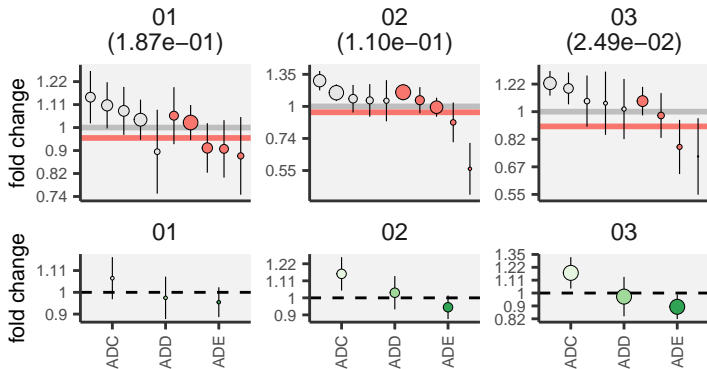 01
(1.87e−01)
02
(1.10e−01)
03
(2.49e−02)
fold change
1.22
1.11
1
0.9
0.82
0.74
1.35
1
0.74
0.55
1.22
1
0.82
0.67
0.55
01
02
03
fold change
1.11
1
0.9
1.22
1.11
1
0.9
1.35
1.22
1.11
1
0.9
0.82
ADC
ADD
ADE
ADC
ADD
ADE
ADC
ADD
ADE